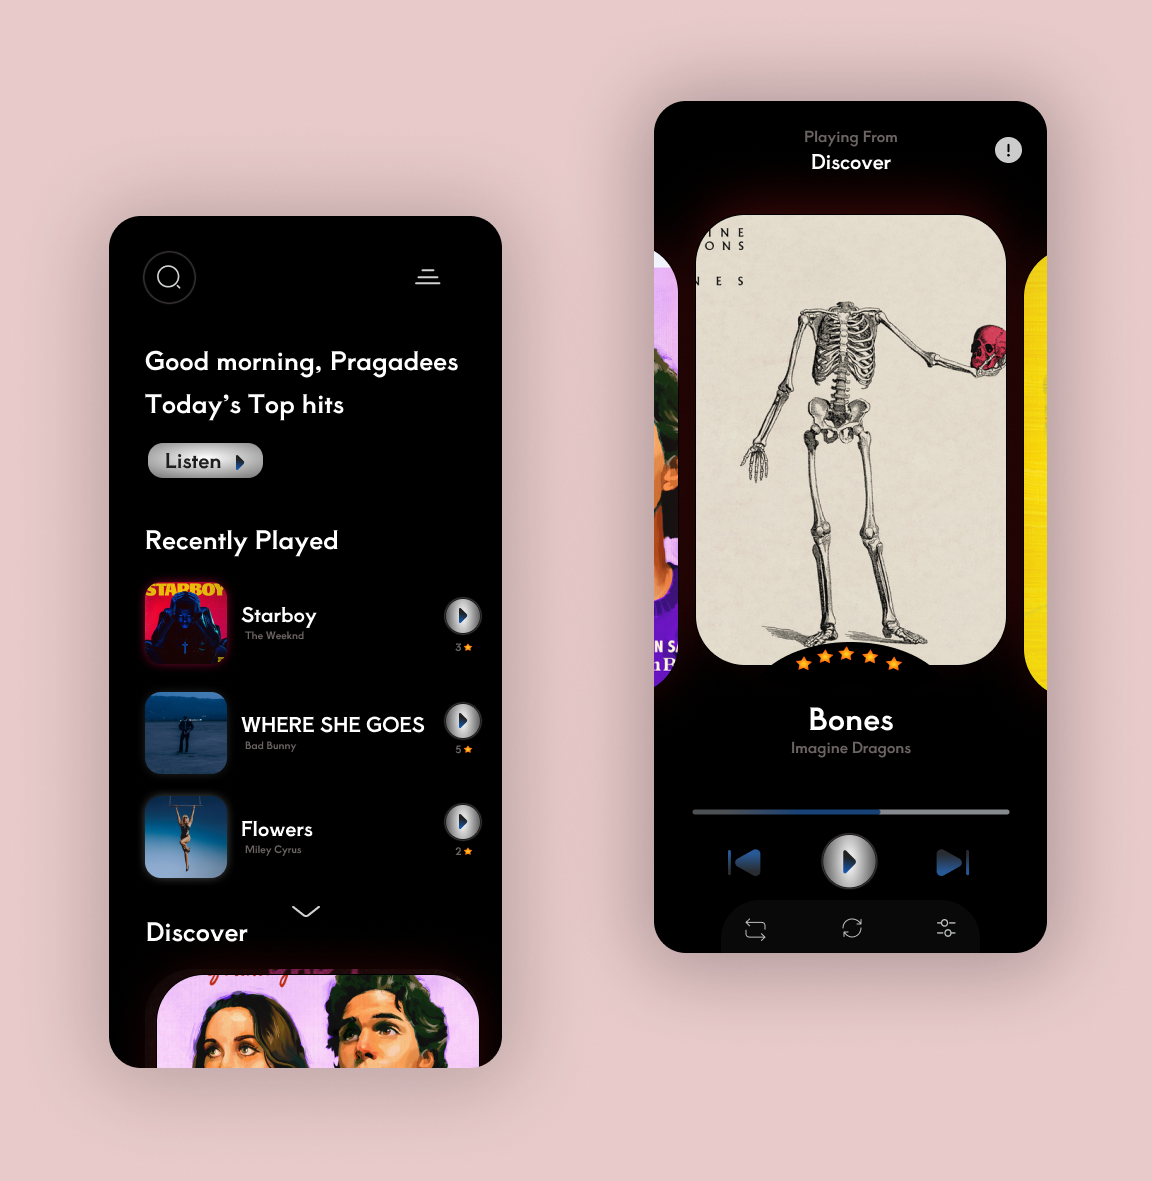 Good morning, Pragadees
Today's Top hits
Listen
Recently Played
STARBOY
Starboy
The Weeknd
3
WHERE SHE GOES
Bad Bunny
5
Flowers
Miley Cyrus
2
Discover
Playing From
Discover
!
INE
ONS
ES
Bones
Imagine Dragons